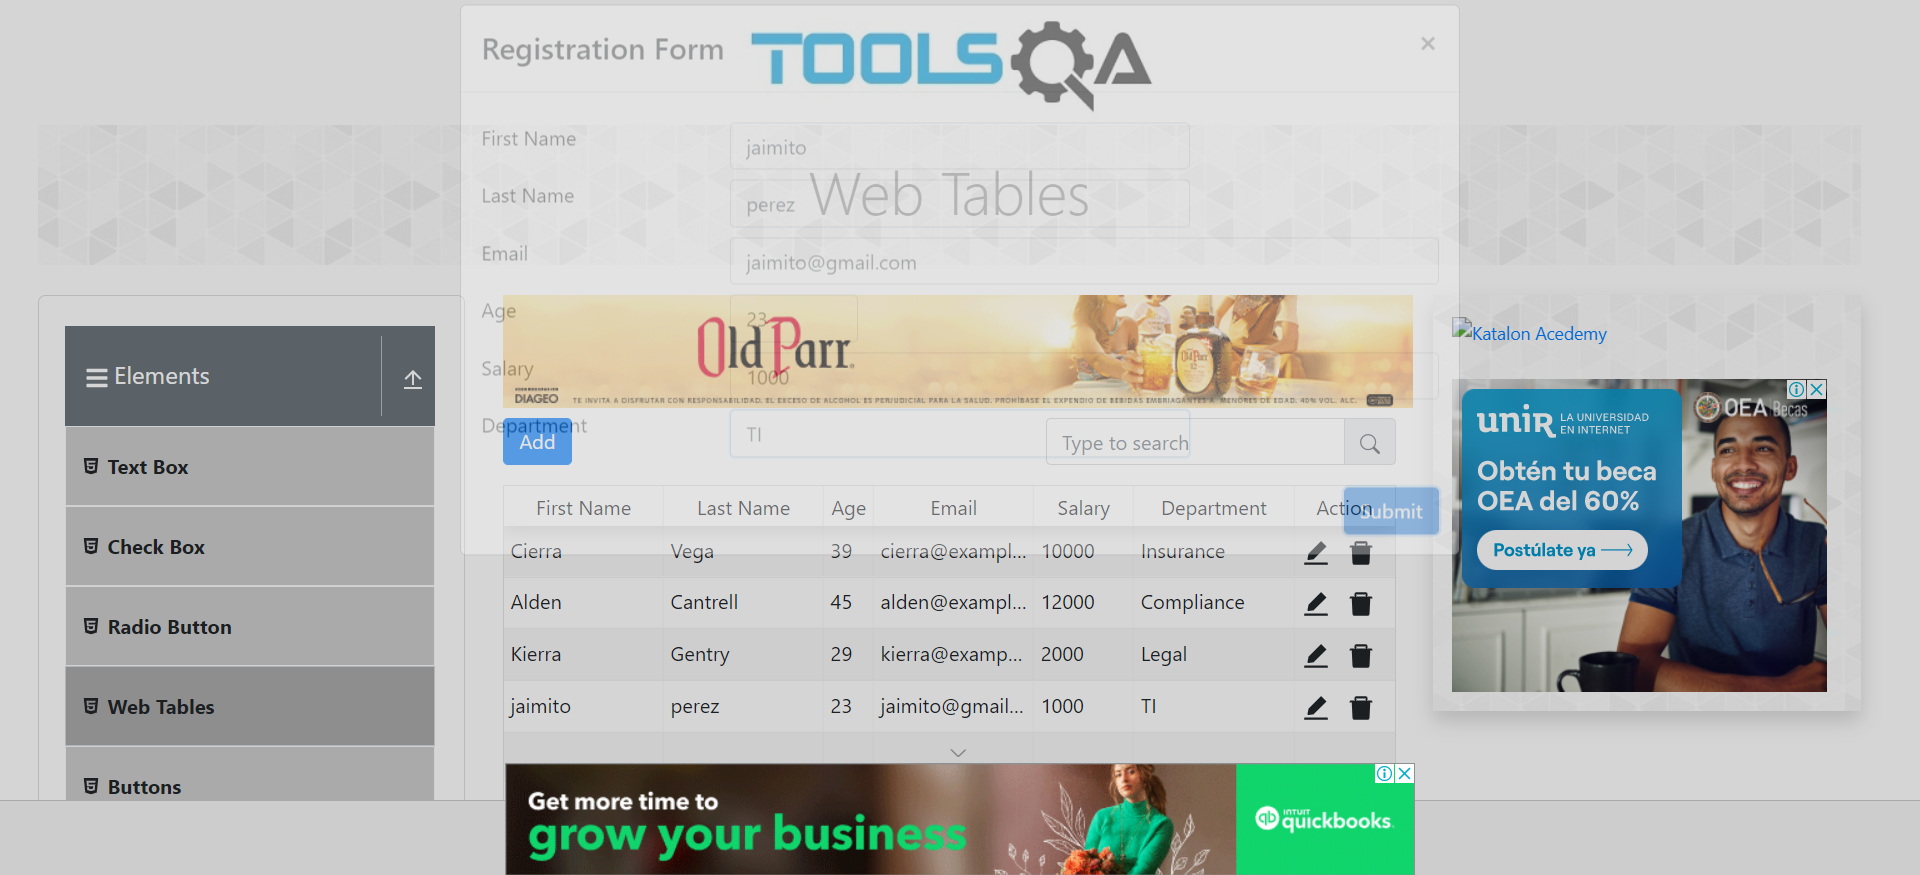 Registration Form
TOOLSQA
×
First Name
jaimito
Last Name
perez
Web Tables
Email
jaimito@gmail.com
Age
23
Old Parr
Salary
1000
DIAGEO
TE INVITA A DISFRUTAR CON RESPONSABILIDAD. EL EXCESO DE ALCOHOL ES PERJUDICIAL PARA LA SALUD. PROHÍBASE EL EXPENDIO DE BEBIDAS EMBRIAGANTES A MENORES DE EDAD. 40% VOL. ALC.
Department
TI
Add
Type to search
Submit
Elements
Text Box
Check Box
Radio Button
Web Tables
Buttons
First Name Last Name Age Email Salary Department Action
Cierra Vega 39 cierra@exampl... 10000 Insurance
Alden Cantrell 45 alden@exampl... 12000 Compliance
Kierra Gentry 29 kierra@examp... 2000 Legal
jaimito perez 23 jaimito@gmail... 1000 TI
Katalon Acedemy
unir LA UNIVERSIDAD
EN INTERNET
OEA Becas
Obtén tu beca
OEA del 60%
Postúlate ya
Get more time to
grow your business
qb INTUIT
quickbooks.